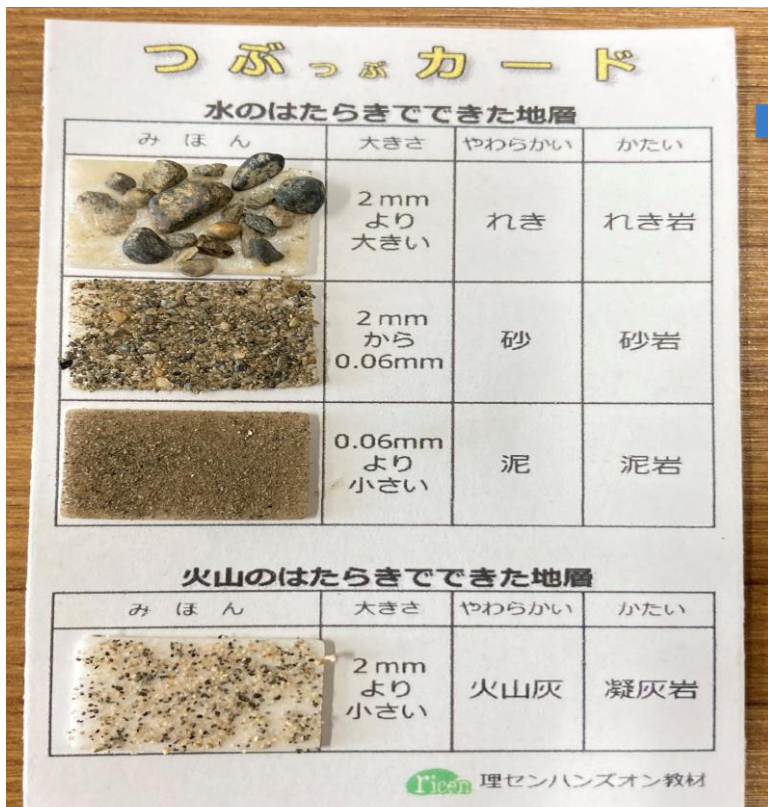 つぶつぶカード
水のはたらきでできた地層
みほん 大きさ やわらかい かたい
2mm
より
大きい
れき れき岩
2mm
から
0.06mm
砂 砂岩
0.06mm
より
小さい
泥 泥岩
火山のはたらきでできた地層
みほん 大きさ やわらかい かたい
2mm
より
小さい
火山灰 凝灰岩
ricen 理センハンズオン教材